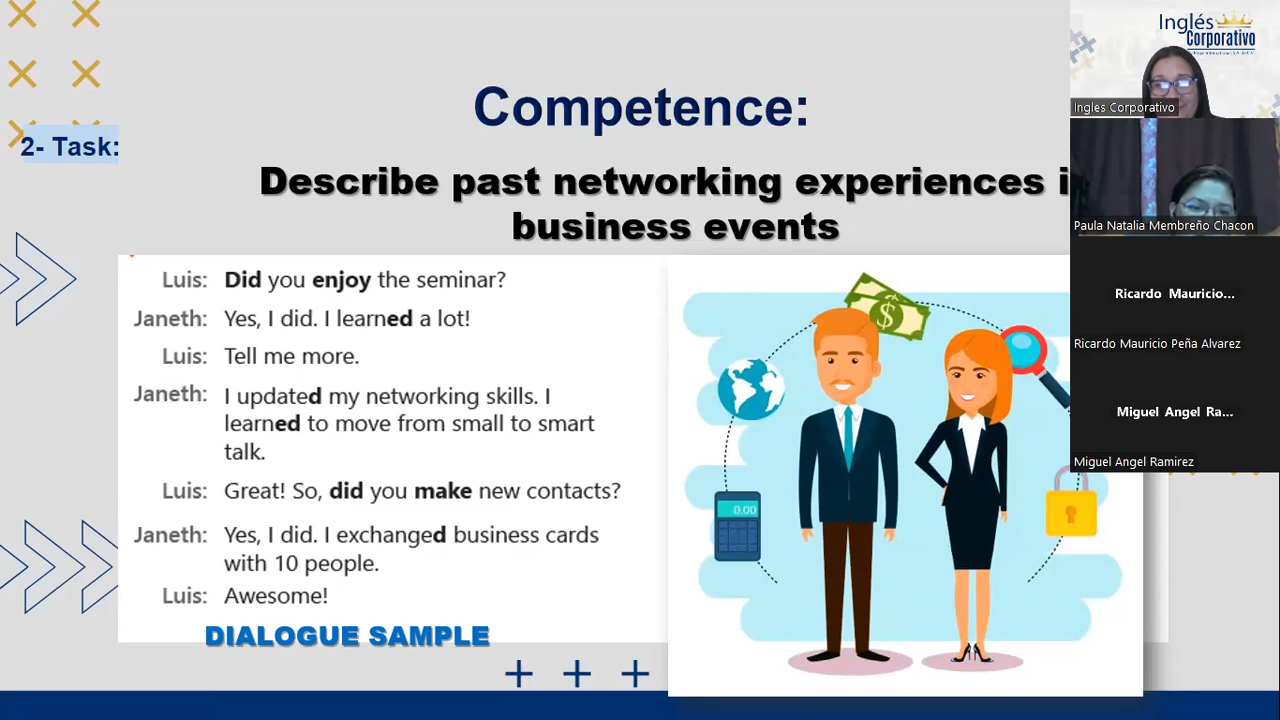 Inglés
Corporativo
Competence:
2- Task:
Describe past networking experiences i
business events
Luis: Did you enjoy the seminar?
Janeth: Yes, I did. I learned a lot!
Luis: Tell me more.
Janeth: I updated my networking skills. I
learned to move from small to smart
talk.
Luis: Great! So, did you make new contacts?
Janeth: Yes, I did. I exchanged business cards
with 10 people.
Luis: Awesome!
DIALOGUE SAMPLE
$
0.00
Ingles Corporativo
Paula Natalia Membreño Chacon
Ricardo Mauricio...
Ricardo Mauricio Peña Alvarez
Miguel Angel Ra...
Miguel Angel Ramirez